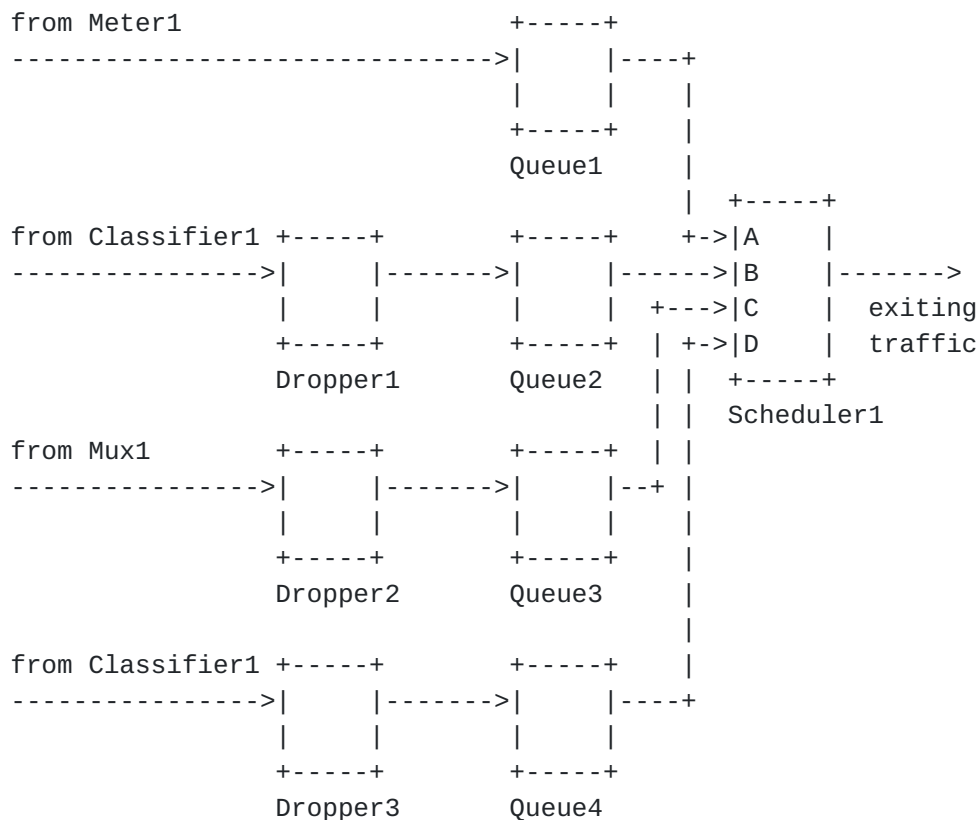 from Meter1                     +-----+
------------------------------->|     |----+
                                |     |    |
                                +-----+    |
                                Queue1     |
                                           |  +-----+
from Classifier1 +-----+        +-----+    +->|A    |
---------------->|     |------->|     |------>|B    |------->
                 |     |        |     |  +--->|C    |  exiting
                 +-----+        +-----+  | +->|D    |  traffic
                 Dropper1       Queue2   | |  +-----+
                                         | |  Scheduler1
from Mux1        +-----+        +-----+  | |
---------------->|     |------->|     |--+ |
                 |     |        |     |    |
                 +-----+        +-----+    |
                 Dropper2       Queue3     |
                                           |
from Classifier1 +-----+        +-----+    |
---------------->|     |------->|     |----+
                 |     |        |     |
                 +-----+        +-----+
                 Dropper3       Queue4